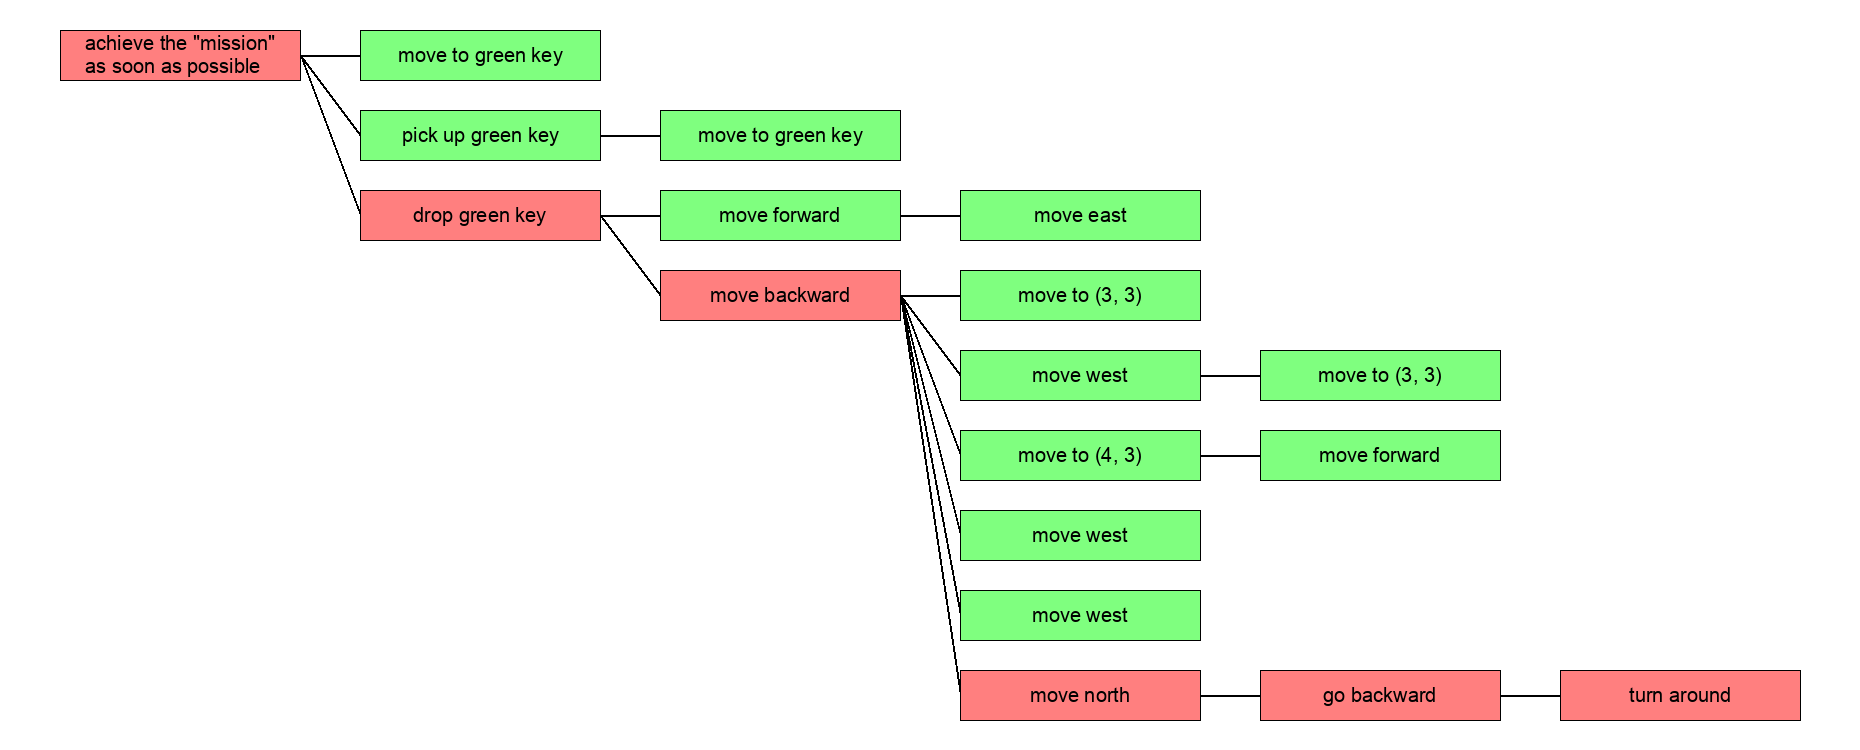 achieve the "mission"
as soon as possible
move to green key
pick up green key
move to green key
drop green key
move forward
move east
move backward
move to (3, 3)
move west
move to (3, 3)
move to (4, 3)
move forward
move west
move west
move north
go backward
turn around